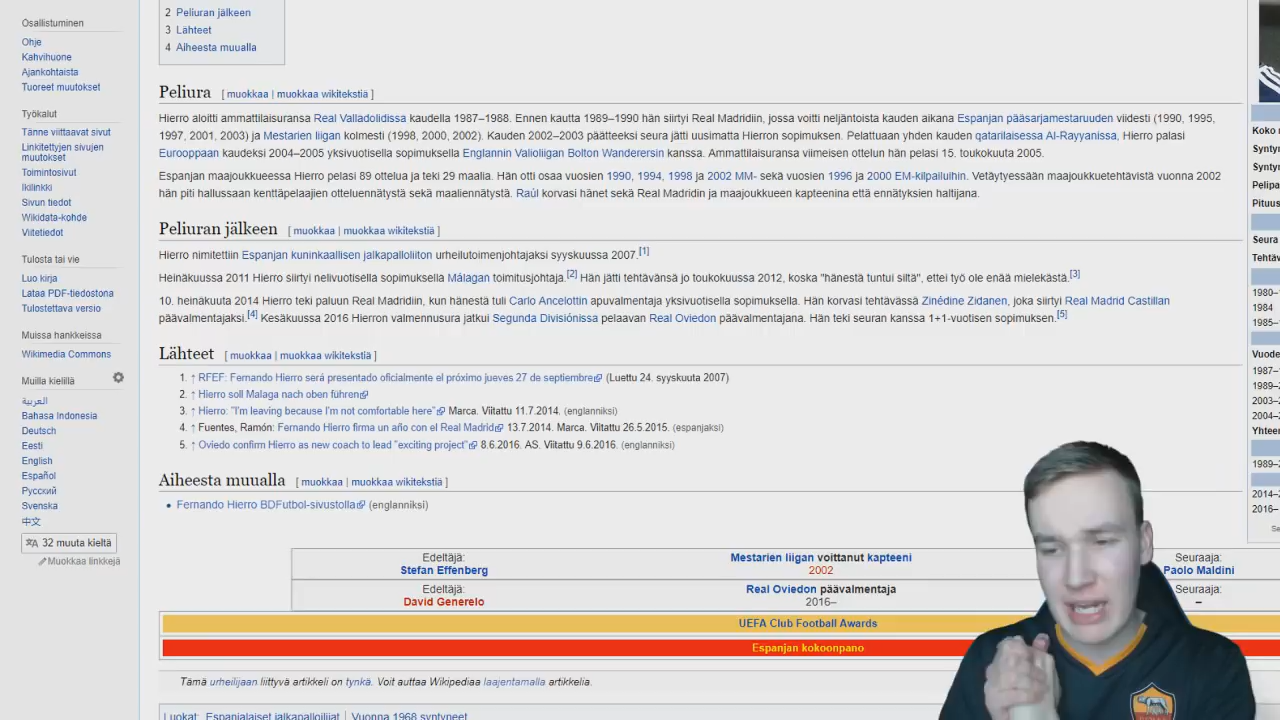 Osallistuminen
Ohje
Kahvihuone
Ajankohtaista
Tuoreet muutokset
Työkalut
Tänne viittaavat sivut
Linkitettyjen sivujen
muutokset
Toimintosivut
Ikilinkki
Sivun tiedot
Wikidata-kohde
Viitetiedot
Tulosta tai vie
Luo kirja
Lataa PDF-tiedostona
Tulostettava versio
Muissa hankkeissa
Wikimedia Commons
Muilla kielillä
العربية
Bahasa Indonesia
Deutsch
Eesti
English
Español
Русский
Svenska
中文
32 muuta kieltä
Muokkaa linkkejä
2 Peliuran jälkeen
3 Lähteet
4 Aiheesta muualla
Peliura [ muokkaa | muokkaa wikitekstiä ]
Hierro aloitti ammattilaisuransa Real Valladolidissa kaudella 1987–1988. Ennen kautta 1989–1990 hän siirtyi Real Madridiin, jossa voitti neljäntoista kauden aikana Espanjan pääsarjamestaruuden viidesti (1990, 1995,
1997, 2001, 2003) ja Mestarien liigan kolmesti (1998, 2000, 2002). Kauden 2002–2003 päätteeksi seura jätti uusimatta Hierron sopimuksen. Pelattuaan yhden kauden qatarilaisessa Al-Rayyanissa, Hierro palasi
Eurooppaan kaudeksi 2004–2005 yksivuotisella sopimuksella Englannin Valioliigan Bolton Wanderersin kanssa. Ammattilaisuransa viimeisen ottelun hän pelasi 15. toukokuuta 2005.
Espanjan maajoukkueessa Hierro pelasi 89 ottelua ja teki 29 maalia. Hän otti osaa vuosien 1990, 1994, 1998 ja 2002 MM- sekä vuosien 1996 ja 2000 EM-kilpailuihin. Vetäytyessään maajoukkuetehtävistä vuonna 2002
hän piti hallussaan kenttäpelaajien otteluennätystä sekä maaliennätystä. Raúl korvasi hänet sekä Real Madridin ja maajoukkueen kapteenina että ennätyksien haltijana.
Peliuran jälkeen [ muokkaa | muokkaa wikitekstiä ]
Hierro nimitettiin Espanjan kuninkaallisen jalkapalloliiton urheilutoimenjohtajaksi syyskuussa 2007.[1]
Heinäkuussa 2011 Hierro siirtyi nelivuotisella sopimuksella Málagan toimitusjohtaja.[2] Hän jätti tehtävänsä jo toukokuussa 2012, koska "hänestä tuntui siltä", ettei työ ole enää mielekästä.[3]
10. heinäkuuta 2014 Hierro teki paluun Real Madridiin, kun hänestä tuli Carlo Ancelottin apuvalmentaja yksivuotisella sopimuksella. Hän korvasi tehtävässä Zinédine Zidanen, joka siirtyi Real Madrid Castillan
päävalmentajaksi.[4] Kesäkuussa 2016 Hierron valmennusura jatkui Segunda Divisiónissa pelaavan Real Oviedon päävalmentajana. Hän teki seuran kanssa 1+1-vuotisen sopimuksen.[5]
Lähteet [ muokkaa | muokkaa wikitekstiä ]
1. ↑ RFEF: Fernando Hierro será presentado oficialmente el próximo jueves 27 de septiembre (Luettu 24. syyskuuta 2007)
2. ↑ Hierro soll Malaga nach oben führen
3. ↑ Hierro: "I'm leaving because I'm not comfortable here" Marca. Viitattu 11.7.2014. (englanniksi)
4. ↑ Fuentes, Ramón: Fernando Hierro firma un año con el Real Madrid 13.7.2014. Marca. Viitattu 26.5.2015. (espanjaksi)
5. ↑ Oviedo confirm Hierro as new coach to lead "exciting project" 8.6.2016. AS. Viitattu 9.6.2016. (englanniksi)
Aiheesta muualla [ muokkaa | muokkaa wikitekstiä ]
• Fernando Hierro BDFutbol-sivustolla (englanniksi)
Edeltäjä:
Stefan Effenberg
Mestarien liigan voittanut kapteeni
2002
Seuraaja:
Paolo Maldini
Edeltäjä:
David Generelo
Real Oviedon päävalmentaja
2016–
Seuraaja:
–
UEFA Club Football Awards
Espanjan kokoonpano
Tämä urheilijaan liittyvä artikkeli on tynkä. Voit auttaa Wikipediaa laajentamalla artikkelia.
Luokat: Espanjalaiset jalkapalloilijat | Vuonna 1968 syntyneet
Koko n
Syntyn
Syntyn
Pelipa
Pituus
Seura
Tehtäv
1980–
1984
1985–
Vuode
1987–
1989–
2003–
2004–
Yhtee
1989–
2014–
2016–